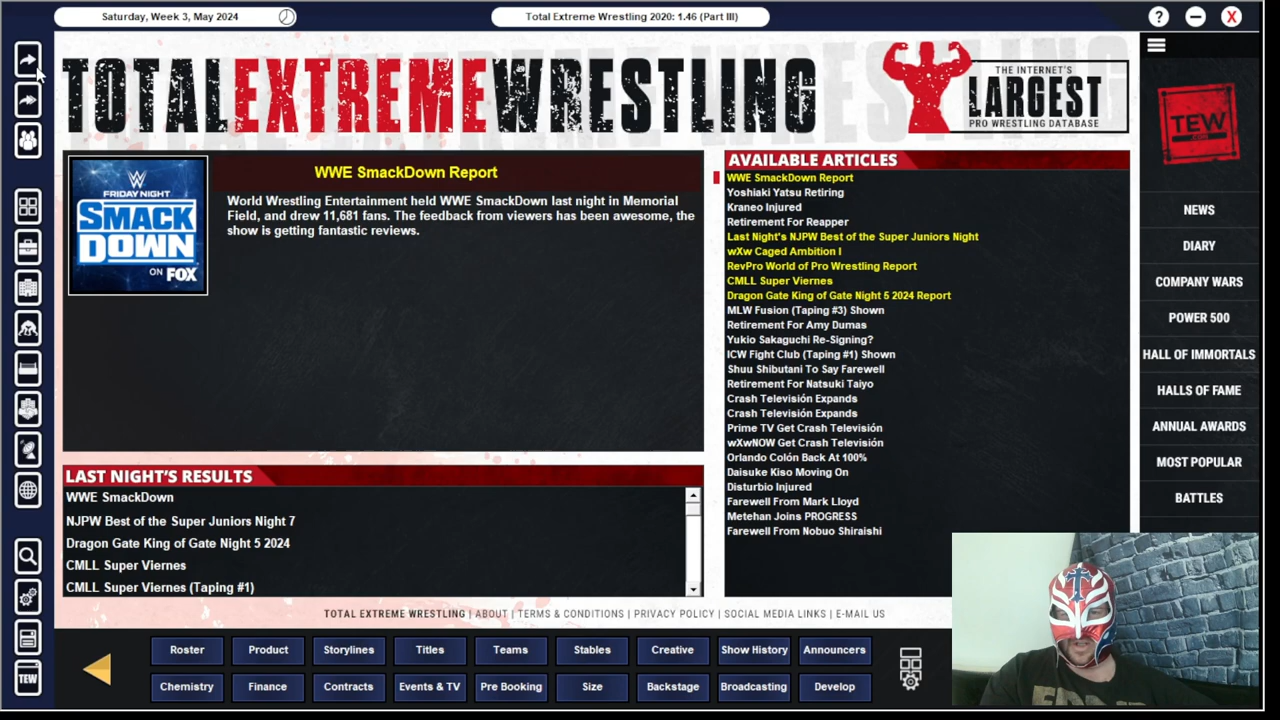 Saturday, Week 3, May 2024
Total Extreme Wrestling 2020: 1.46 (Part III)
? X
TOTALEXTREMEWRESTLING
THE INTERNET'S
LARGEST
PRO WRESTLING DATABASE
TEW
.COM
W
FRIDAY NIGHT
SMACK
DOWN
ON FOX
WWE SmackDown Report
World Wrestling Entertainment held WWE SmackDown last night in Memorial
Field, and drew 11,681 fans. The feedback from viewers has been awesome, the
show is getting fantastic reviews.
AVAILABLE ARTICLES
WWE SmackDown Report
Yoshiaki Yatsu Retiring
Kraneo Injured
Retirement For Reapper
Last Night's NJPW Best of the Super Juniors Night
wXw Caged Ambition I
RevPro World of Pro Wrestling Report
CMLL Super Viernes
Dragon Gate King of Gate Night 5 2024 Report
MLW Fusion (Taping #3) Shown
Retirement For Amy Dumas
Yukio Sakaguchi Re-Signing?
ICW Fight Club (Taping #1) Shown
Shuu Shibutani To Say Farewell
Retirement For Natsuki Taiyo
Crash Televisión Expands
Crash Televisión Expands
Prime TV Get Crash Televisión
wXwNOW Get Crash Televisión
Orlando Colón Back At 100%
Daisuke Kiso Moving On
Disturbio Injured
Farewell From Mark Lloyd
Metehan Joins PROGRESS
Farewell From Nobuo Shiraishi
NEWS
DIARY
COMPANY WARS
POWER 500
HALL OF IMMORTALS
HALLS OF FAME
ANNUAL AWARDS
MOST POPULAR
BATTLES
LAST NIGHT'S RESULTS
WWE SmackDown
NJPW Best of the Super Juniors Night 7
Dragon Gate King of Gate Night 5 2024
CMLL Super Viernes
CMLL Super Viernes (Taping #1)
TOTAL EXTREME WRESTLING | ABOUT | TERMS & CONDITIONS | PRIVACY POLICY | SOCIAL MEDIA LINKS | E-MAIL US
TEW
Roster Product Storylines Titles Teams Stables Creative Show History Announcers
Chemistry Finance Contracts Events & TV Pre Booking Size Backstage Broadcasting Develop